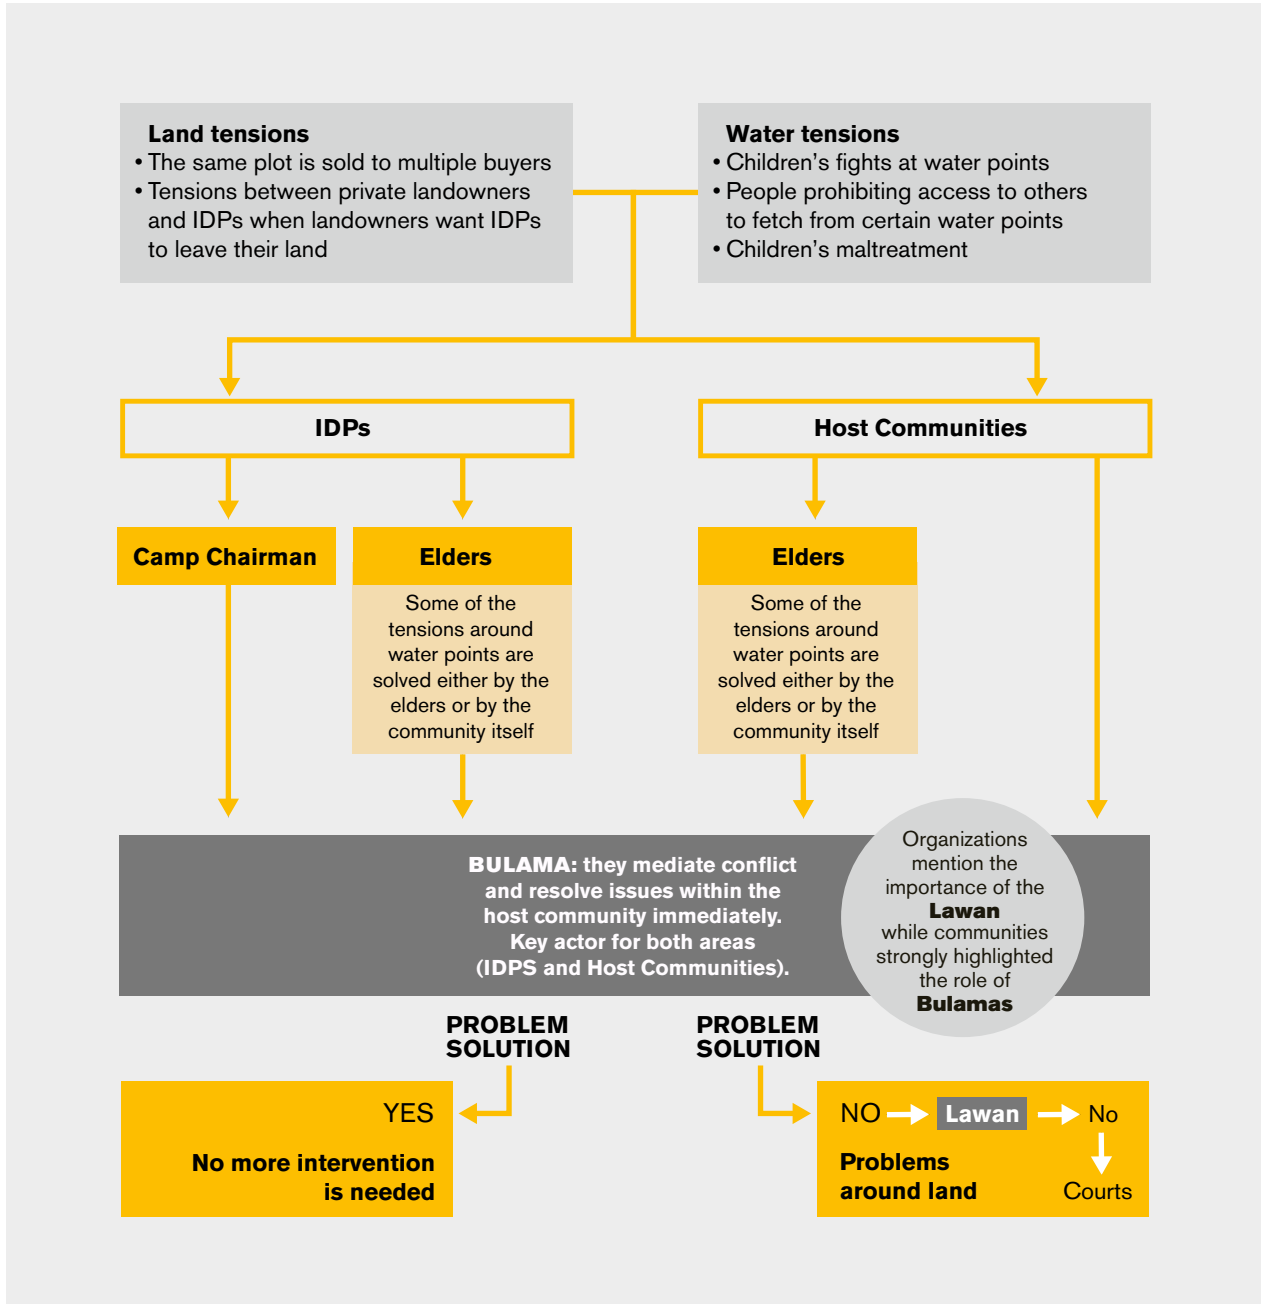 Land tensions
• The same plot is sold to multiple buyers
• Tensions between private landowners
and IDPs when landowners want IDPs
to leave their land
Water tensions
• Children's fights at water points
• People prohibiting access to others
to fetch from certain water points
• Children's maltreatment
IDPs
Host Communities
Camp Chairman
Elders
Some of the
tensions around
water points are
solved either by the
elders or by the
community itself
Elders
Some of the
tensions around
water points are
solved either by the
elders or by the
community itself
BULAMA: they mediate conflict
and resolve issues within the
host community immediately.
Key actor for both areas
(IDPS and Host Communities).
Organizations
mention the
importance of the
Lawan
while communities
strongly highlighted
the role of
Bulamas
PROBLEM
SOLUTION
PROBLEM
SOLUTION
YES
No more intervention
is needed
NO Lawan No
Problems
around land
Courts